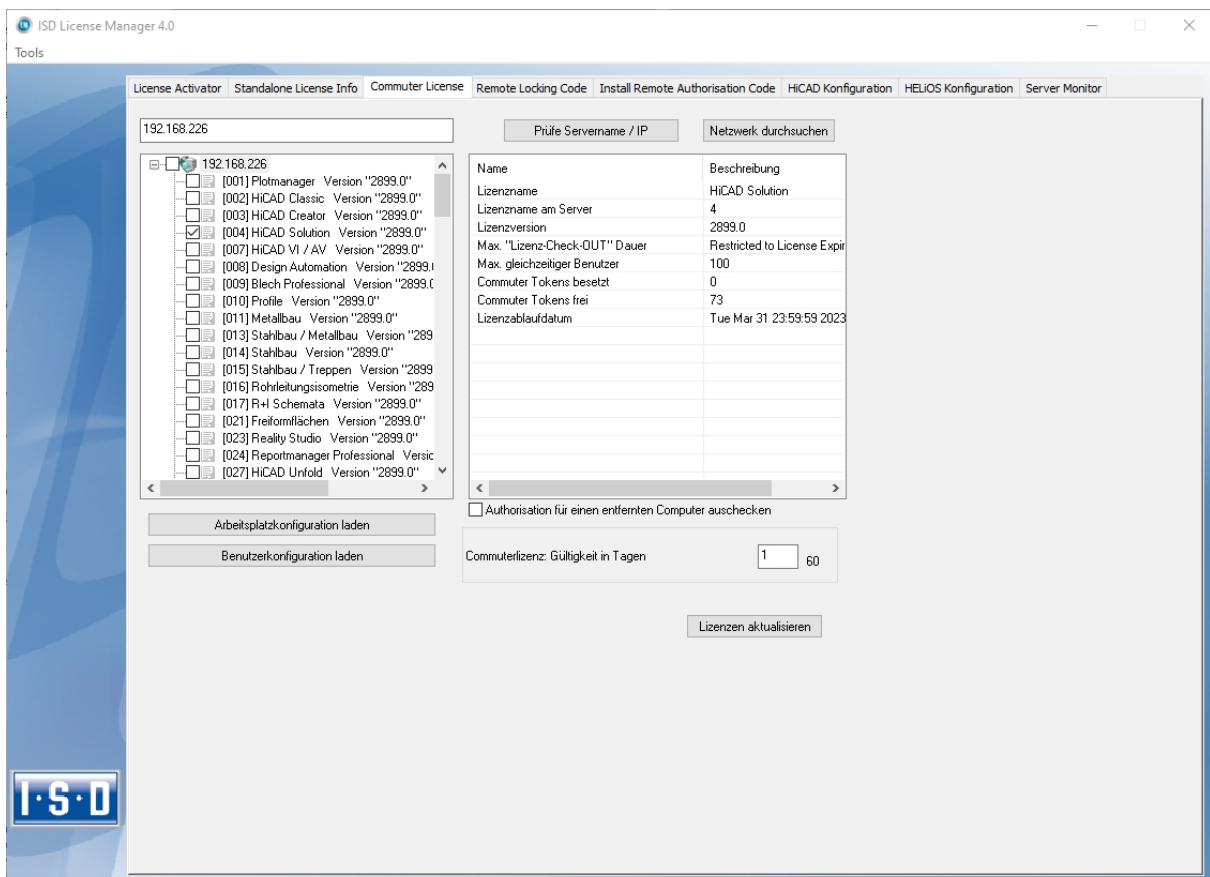 ISD License Manager 4.0
Tools
License Activator Standalone License Info Commuter License Remote Locking Code Install Remote Authorisation Code HiCAD Konfiguration HELiOS Konfiguration Server Monitor
192.168.226 Prüfe Servername / IP Netzwerk durchsuchen
192.168.226
[001] Plotmanager Version "2899.0"
[002] HiCAD Classic Version "2899.0"
[003] HiCAD Creator Version "2899.0"
[004] HiCAD Solution Version "2899.0"
[007] HiCAD VI / AV Version "2899.0"
[008] Design Automation Version "2899.
[009] Blech Professional Version "2899.0
[010] Profile Version "2899.0"
[011] Metallbau Version "2899.0"
[013] Stahlbau / Metallbau Version "289
[014] Stahlbau Version "2899.0"
[015] Stahlbau / Treppen Version "2899
[016] Rohrleitungsisometrie Version "289
[017] R+I Schemata Version "2899.0"
[021] Freiformflächen Version "2899.0"
[023] Reality Studio Version "2899.0"
[024] Reportmanager Professional Versic
[027] HiCAD Unfold Version "2899.0"
Name Beschreibung
Lizenzname HiCAD Solution
Lizenzname am Server 4
Lizenzversion 2899.0
Max. "Lizenz-Check-OUT" Dauer Restricted to License Expir
Max. gleichzeitiger Benutzer 100
Commuter Tokens besetzt 0
Commuter Tokens frei 73
Lizenzablaufdatum Tue Mar 31 23:59:59 2023
Arbeitsplatzkonfiguration laden
Benutzerkonfiguration laden
Authorisation für einen entfernten Computer auschecken
Commuterlizenz: Gültigkeit in Tagen 1 60
Lizenzen aktualisieren
I·S·D